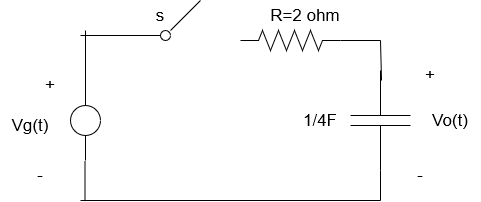 s
R=2 ohm
+
+
Vg(t)
1/4F
Vo(t)
-
-